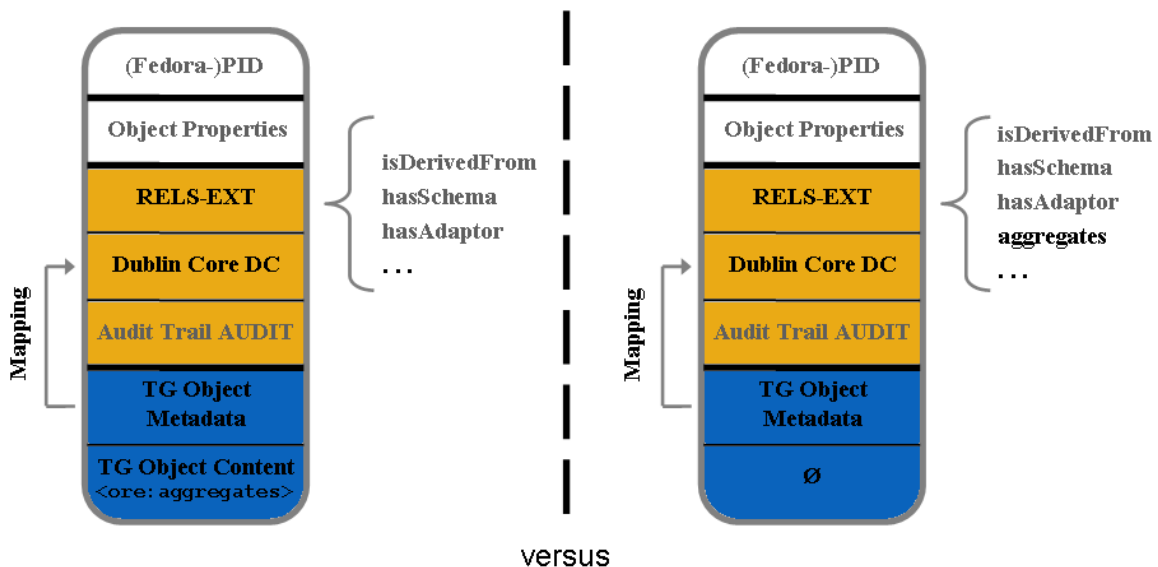 (Fedora-)PID
Object Properties
RELS-EXT
Dublin Core DC
Audit Trail AUDIT
TG Object
Metadata
TG Object Content
<ore:aggregates>
Mapping
isDerivedFrom
hasSchema
hasAdaptor
...
(Fedora-)PID
Object Properties
RELS-EXT
Dublin Core DC
Audit Trail AUDIT
TG Object
Metadata
Ø
Mapping
isDerivedFrom
hasSchema
hasAdaptor
aggregates
...
versus